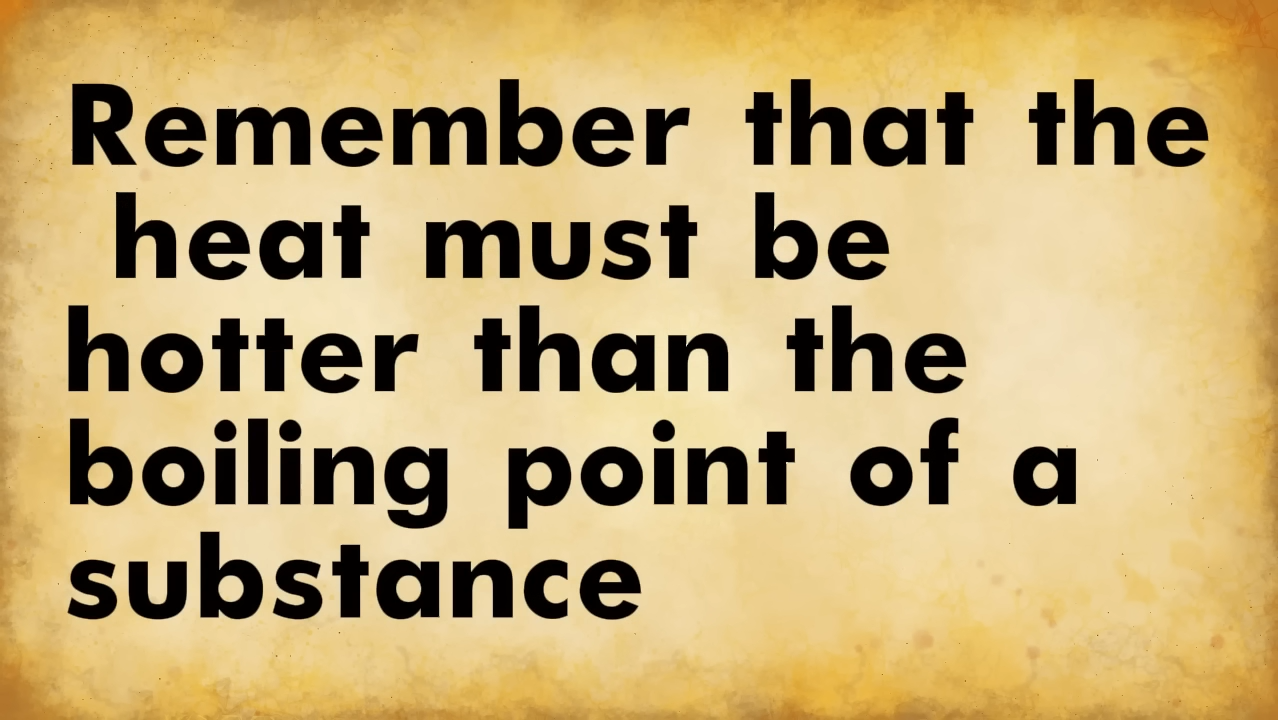 Remember that the
heat must be
hotter than the
boiling point of a
substance